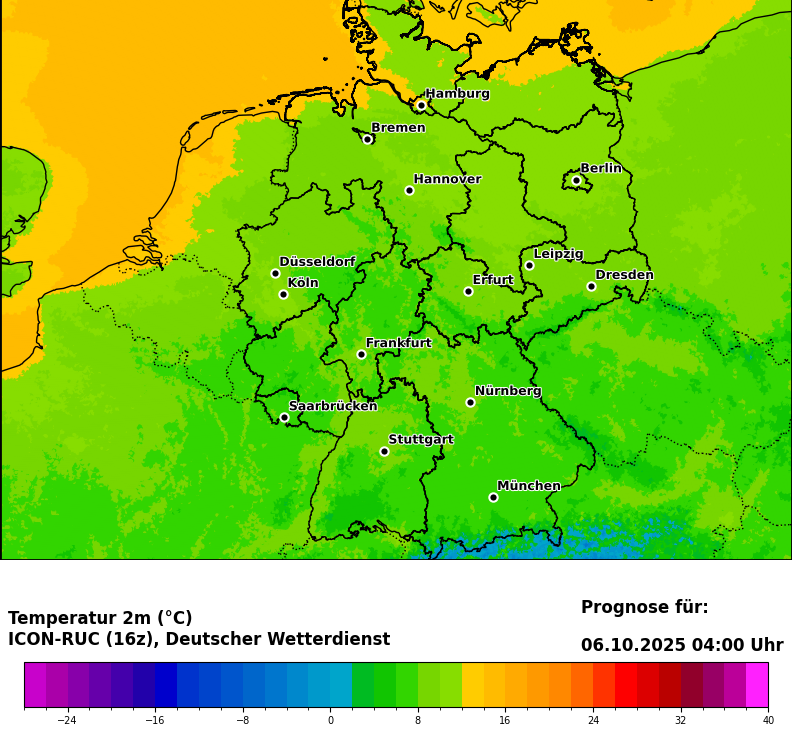 Hamburg
Bremen
Berlin
Hannover
Leipzig
Düsseldorf
Dresden
Erfurt
Köln
Frankfurt
Nürnberg
Saarbrücken
Stuttgart
München
Temperatur 2m (°C)
ICON-RUC (16z), Deutscher Wetterdienst
Prognose für:
06.10.2025 04:00 Uhr
−24 −16 −8 0 8 16 24 32 40